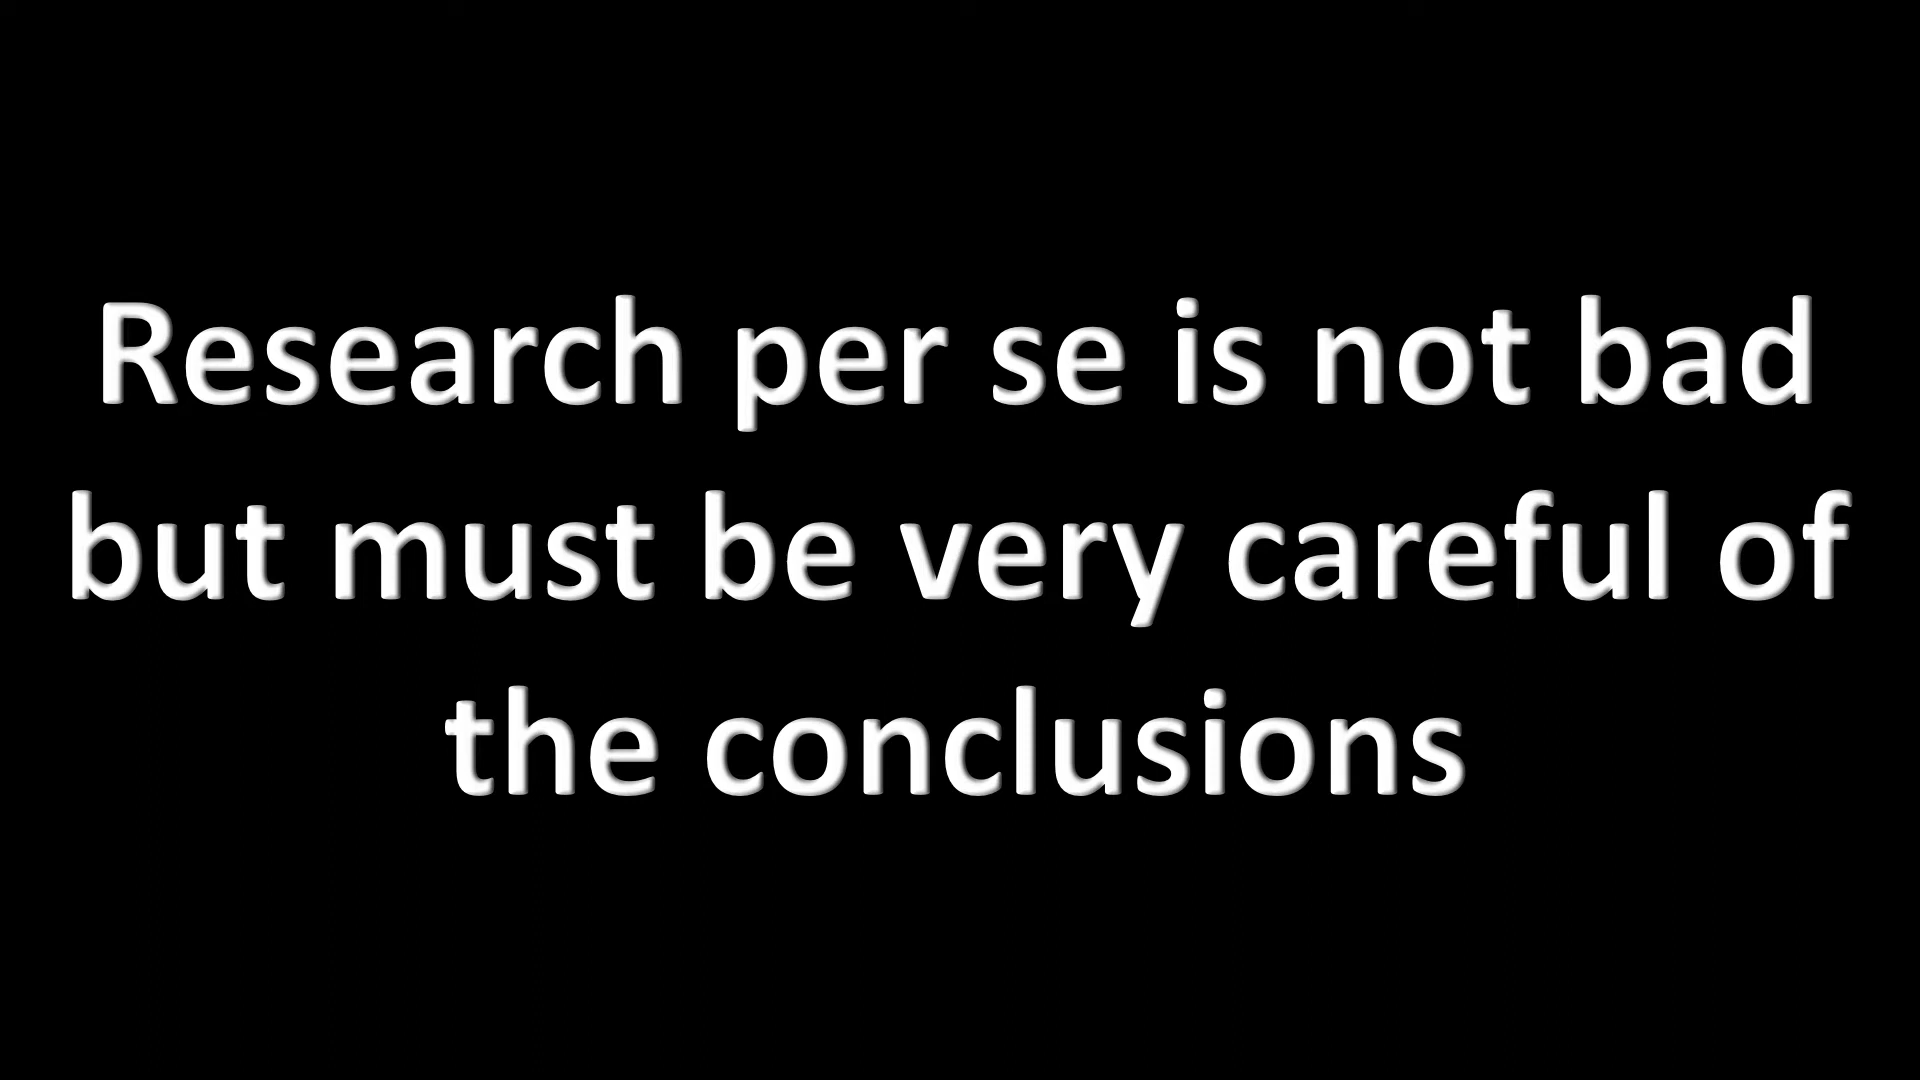 Research per se is not bad
but must be very careful of
the conclusions